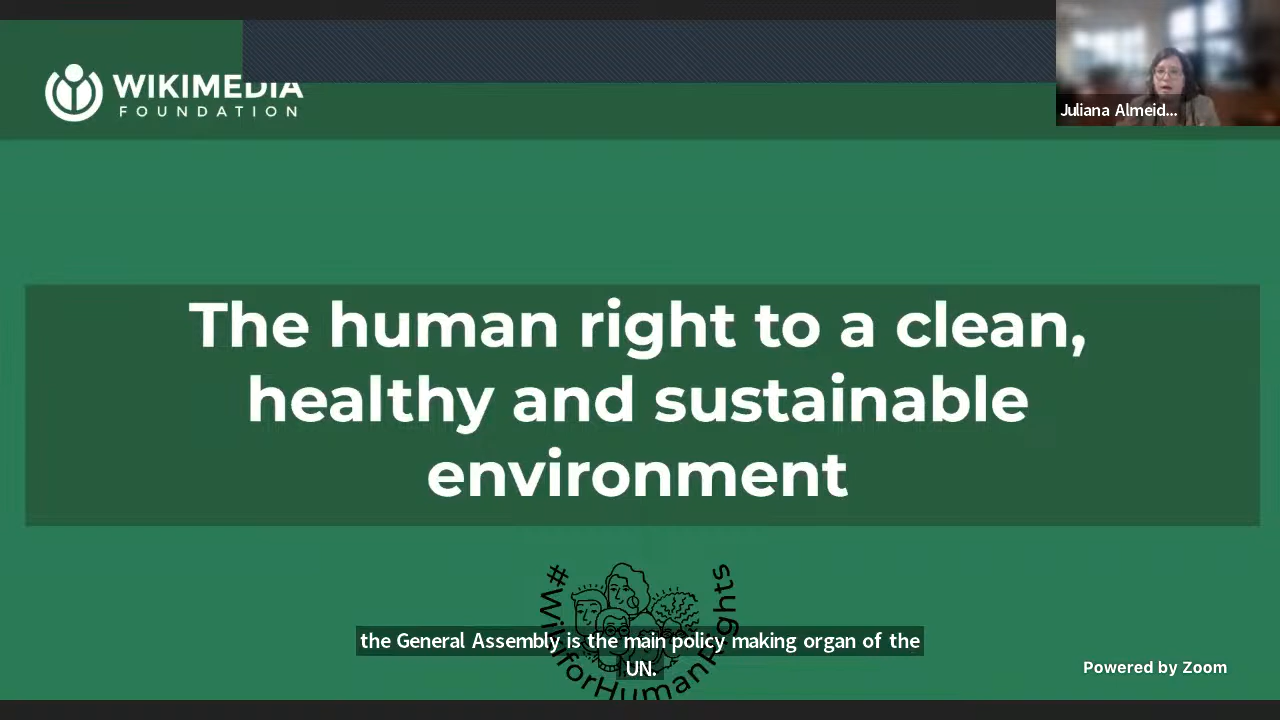 WIKIMEDIA
FOUNDATION
Juliana Almeid...
The human right to a clean,
healthy and sustainable
environment
#WikiForHumanRights
the General Assembly is the main policy making organ of the
UN.
Powered by Zoom